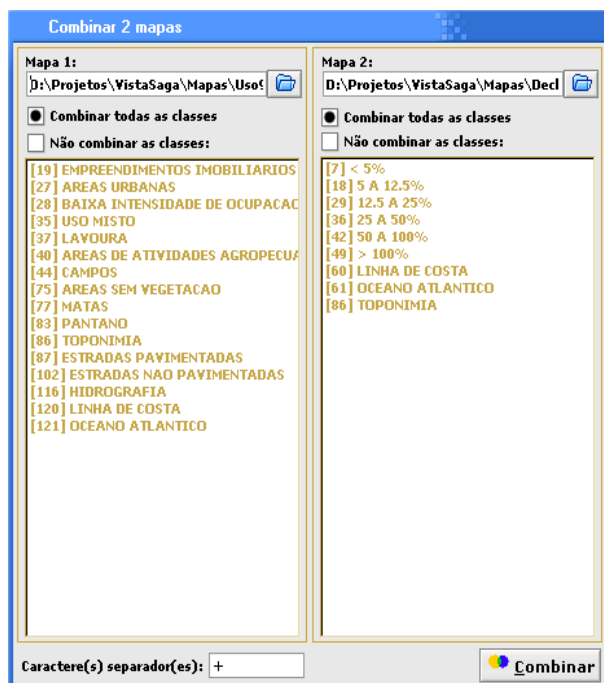 Combinar 2 mapas
Mapa 1:
D:\Projetos\VistaSaga\Mapas\Uso9
Combinar todas as classes
Não combinar as classes:
[19] EMPREENDIMENTOS IMOBILIARIOS
[27] AREAS URBANAS
[28] BAIXA INTENSIDADE DE OCUPACAO
[35] USO MISTO
[37] LAVOURA
[40] AREAS DE ATIVIDADES AGROPECUA
[44] CAMPOS
[75] AREAS SEM VEGETACAO
[77] MATAS
[83] PANTANO
[86] TOPONIMIA
[87] ESTRADAS PAVIMENTADAS
[102] ESTRADAS NAO PAVIMENTADAS
[116] HIDROGRAFIA
[120] LINHA DE COSTA
[121] OCEANO ATLANTICO
Mapa 2:
D:\Projetos\VistaSaga\Mapas\Decl
Combinar todas as classes
Não combinar as classes:
[7] < 5%
[18] 5 A 12.5%
[29] 12.5 A 25%
[36] 25 A 50%
[42] 50 A 100%
[49] > 100%
[60] LINHA DE COSTA
[61] OCEANO ATLANTICO
[86] TOPONIMIA
Caractere(s) separador(es): +
Combinar